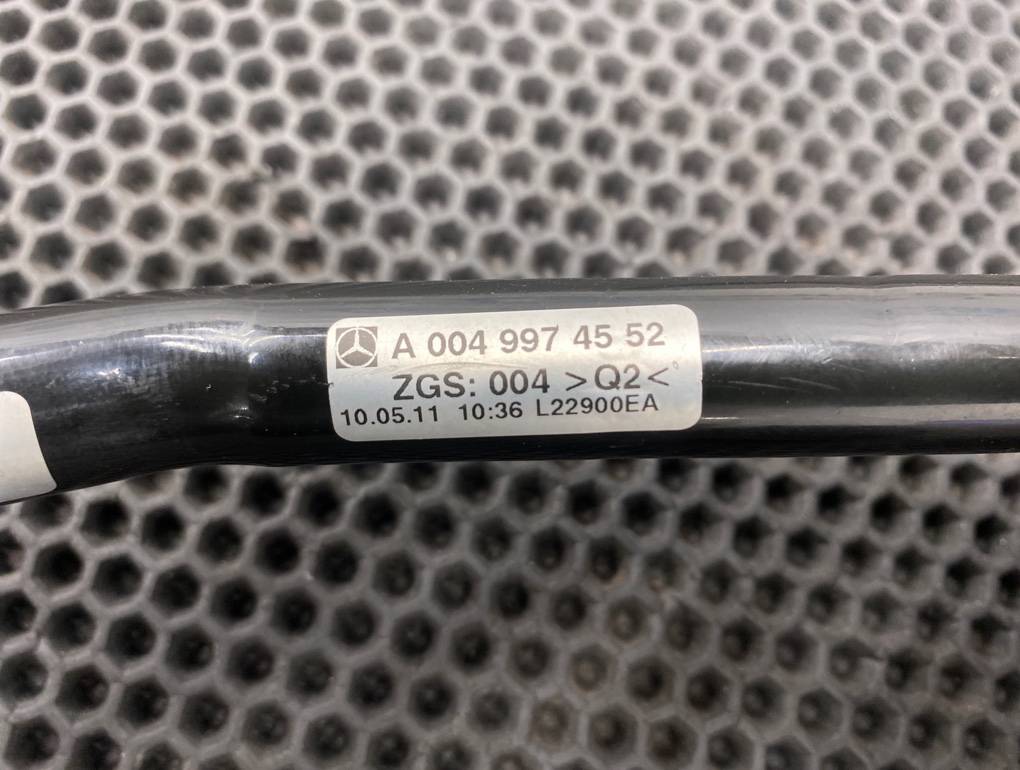 A 004 997 45 52
ZGS: 004 >Q2<
10.05.11 10:36 L22900EA